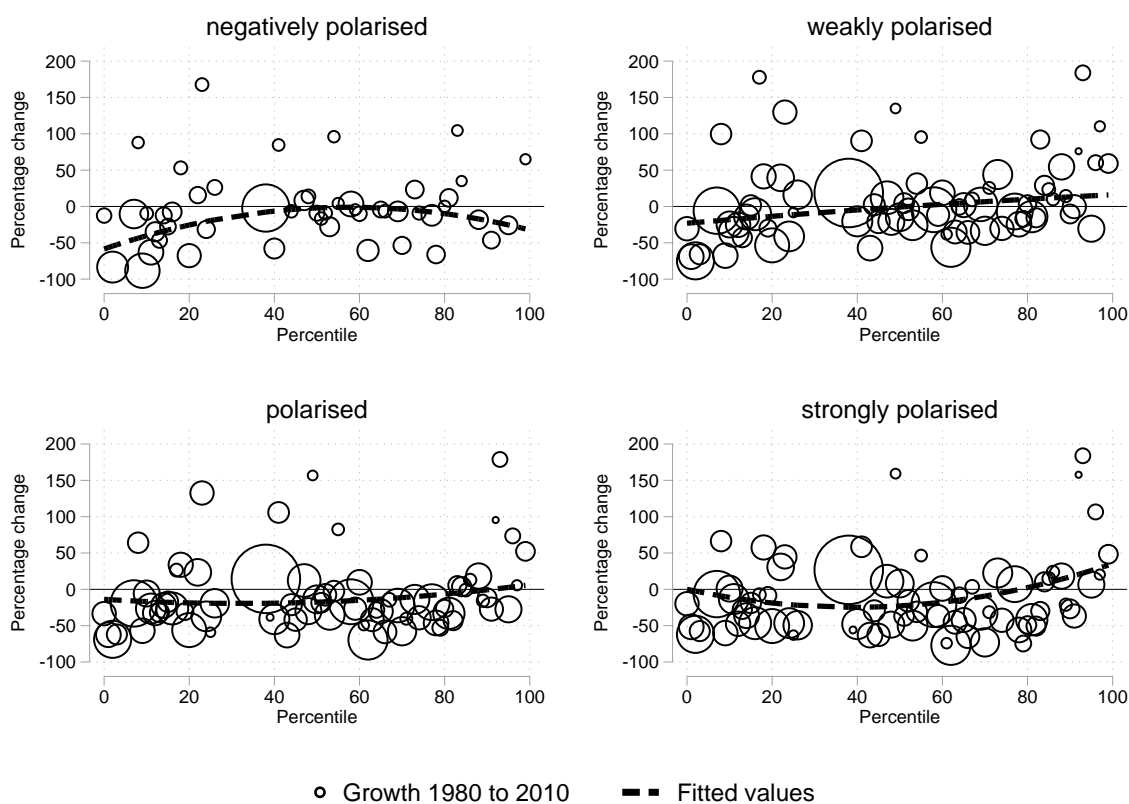 negatively polarised
Percentage change
200
150
100
50
0
-50
-100
0 20 40 60 80 100
Percentile
weakly polarised
Percentage change
200
150
100
50
0
-50
-100
0 20 40 60 80 100
Percentile
polarised
Percentage change
200
150
100
50
0
-50
-100
0 20 40 60 80 100
Percentile
strongly polarised
Percentage change
200
150
100
50
0
-50
-100
0 20 40 60 80 100
Percentile
Growth 1980 to 2010 Fitted values